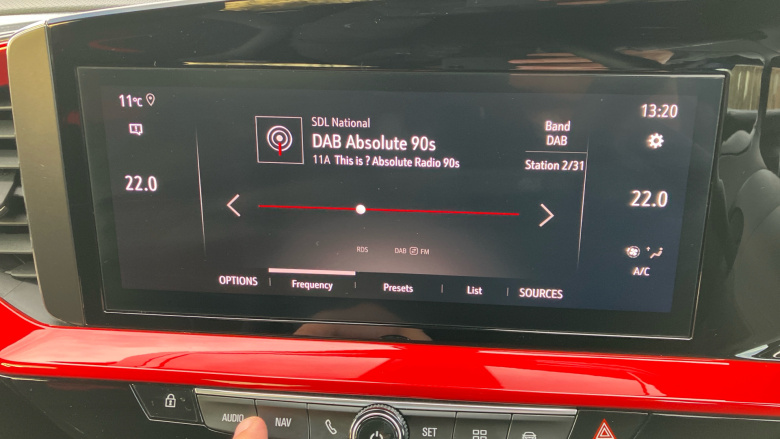 11°C
13:20
SDL National
DAB Absolute 90s
11A This is ? Absolute Radio 90s
Band
DAB
Station 2/31
22.0
22.0
RDS
DAB FM
A/C
OPTIONS
Frequency
Presets
List
SOURCES
AUDIO
NAV
SET